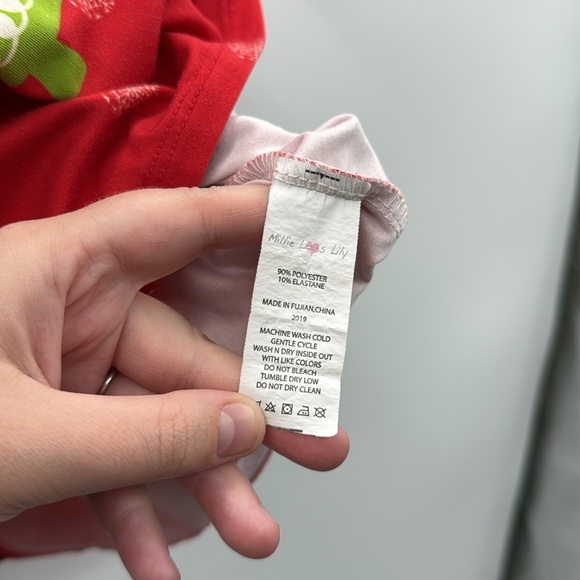 Millie L♥s Lily
90% POLYESTER
10% ELASTANE
MADE IN FUJIAN,CHINA
2019
MACHINE WASH COLD
GENTLE CYCLE
WASH N DRY INSIDE OUT
WITH LIKE COLORS
DO NOT BLEACH
TUMBLE DRY LOW
DO NOT DRY CLEAN